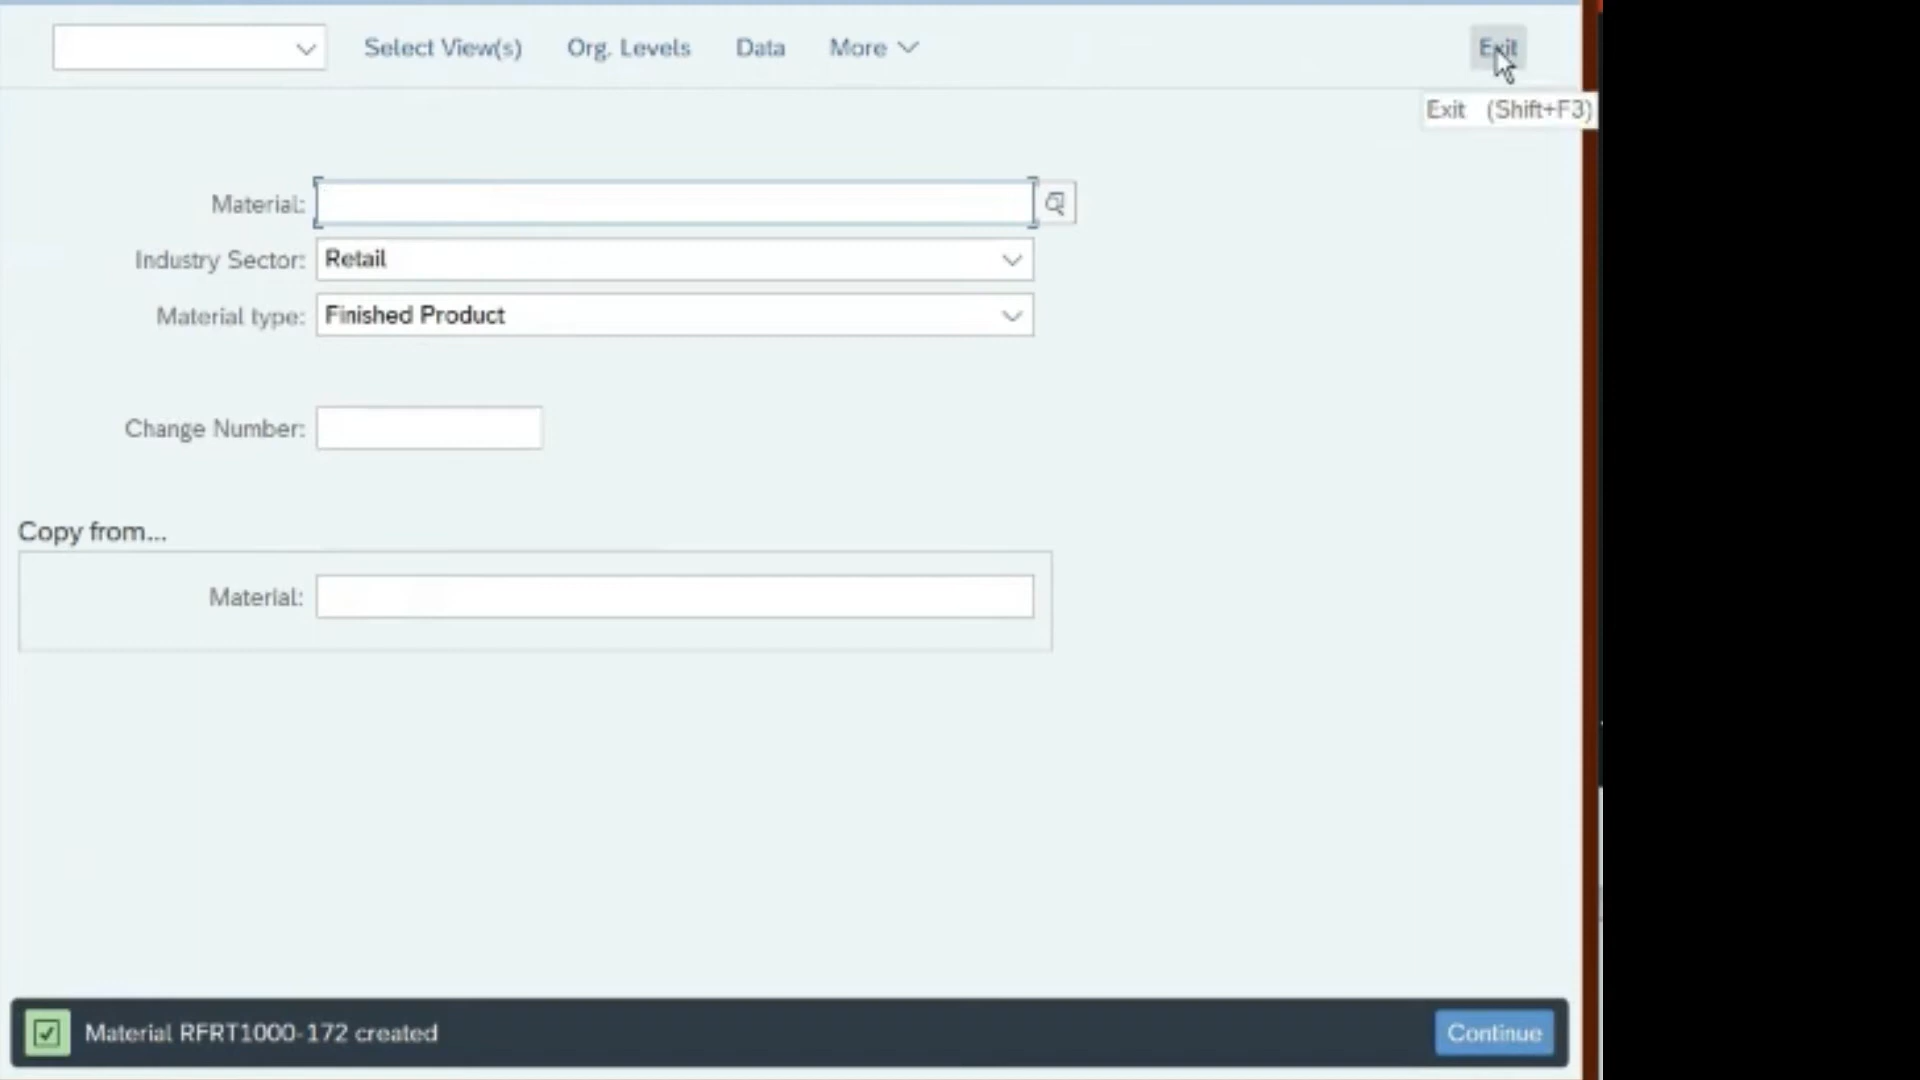 Select View(s) Org. Levels Data More Exit
Exit (Shift+F3)
Material:
Industry Sector: Retail
Material type: Finished Product
Change Number:
Copy from...
Material:
Material RFRT1000-172 created Continue